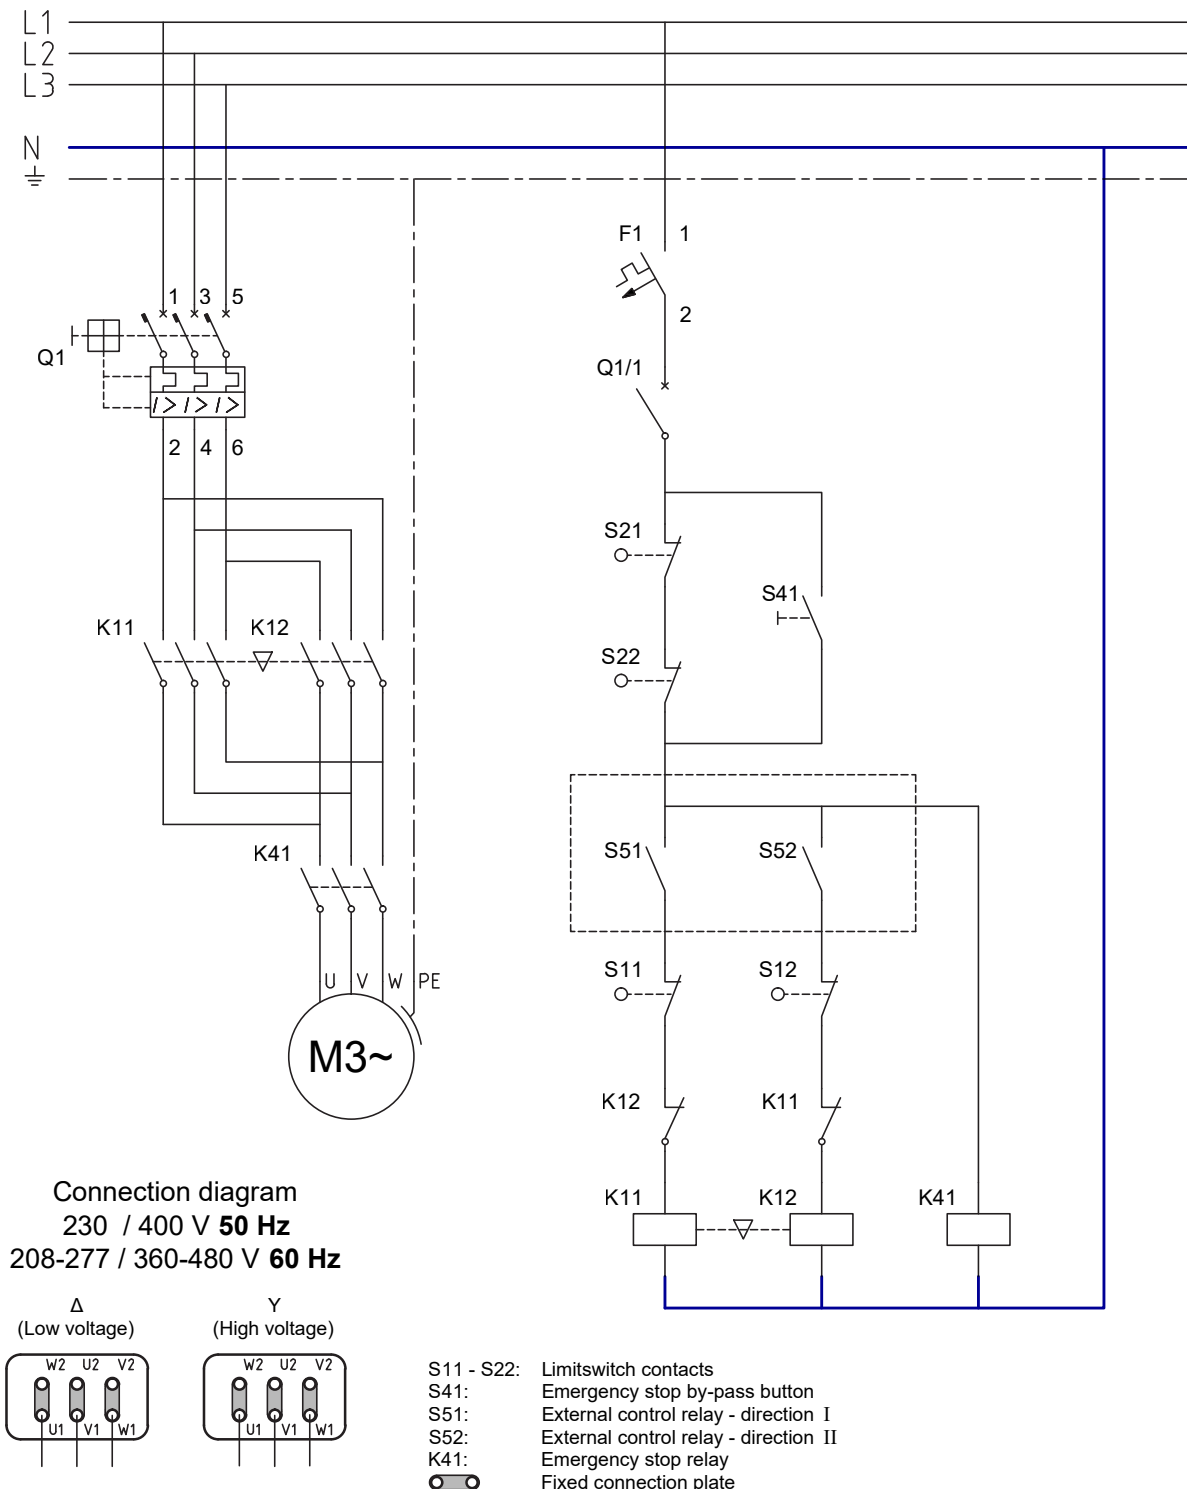 L1
L2
L3
N
F1 1
2
1 3 5
Q1
I> I> I>
2 4 6
Q1/1
S21
S41
S22
K11 K12
K41
S51 S52
U V W PE
M3~
S11 S12
K12 K11
K11 K12 K41
Connection diagram
230 / 400 V 50 Hz
208-277 / 360-480 V 60 Hz
Δ Y
(Low voltage) (High voltage)
W2 U2 V2 W2 U2 V2
U1 V1 W1 U1 V1 W1
S11 - S22: Limitswitch contacts
S41: Emergency stop by-pass button
S51: External control relay - direction I
S52: External control relay - direction II
K41: Emergency stop relay
Fixed connection plate